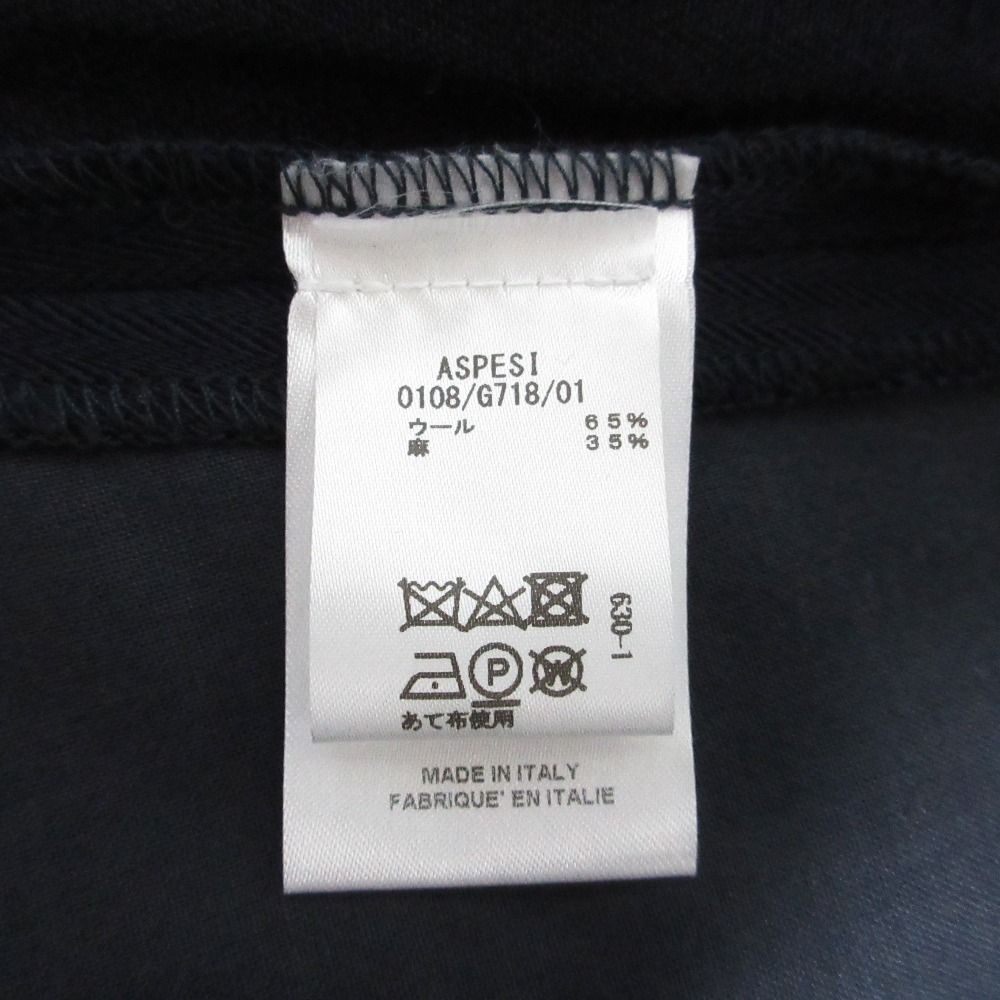 ASPESI
0108/G718/01
ウール 65%
麻 35%
630-1
P W
あて布使用
MADE IN ITALY
FABRIQUE' EN ITALIE